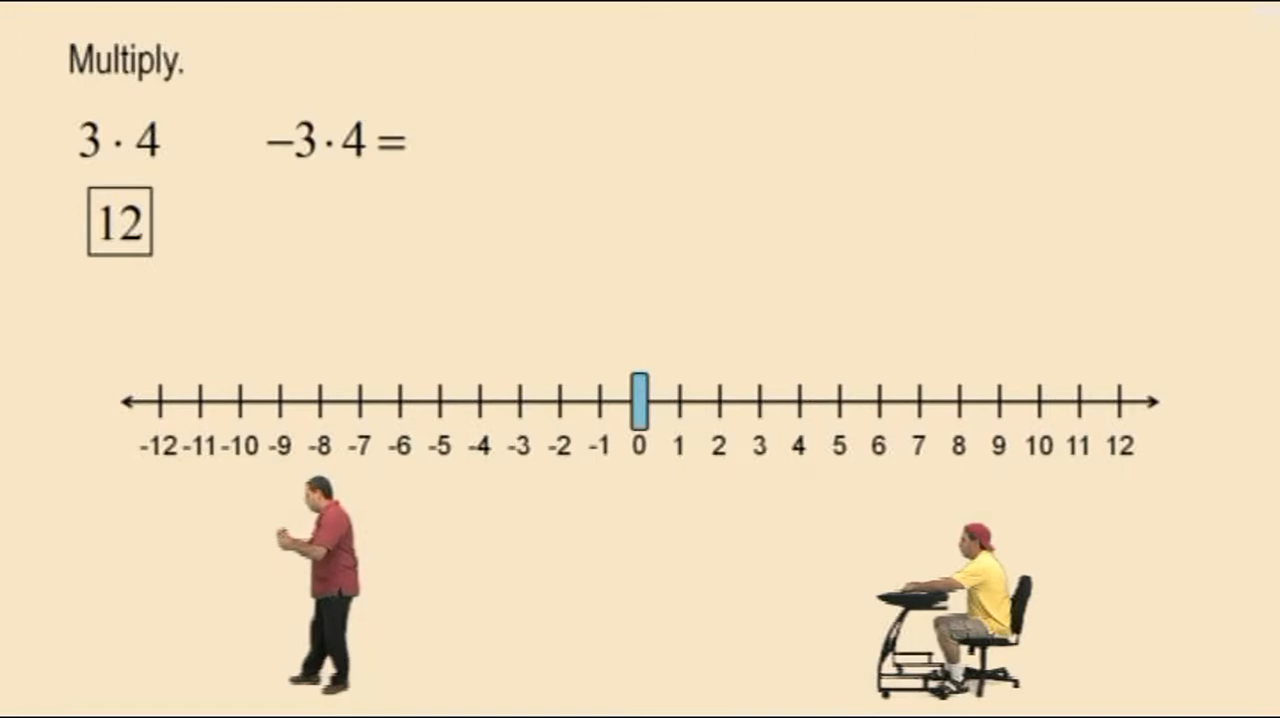 Multiply.
3 · 4    −3 · 4 =
12
-12 -11 -10 -9 -8 -7 -6 -5 -4 -3 -2 -1 0 1 2 3 4 5 6 7 8 9 10 11 12